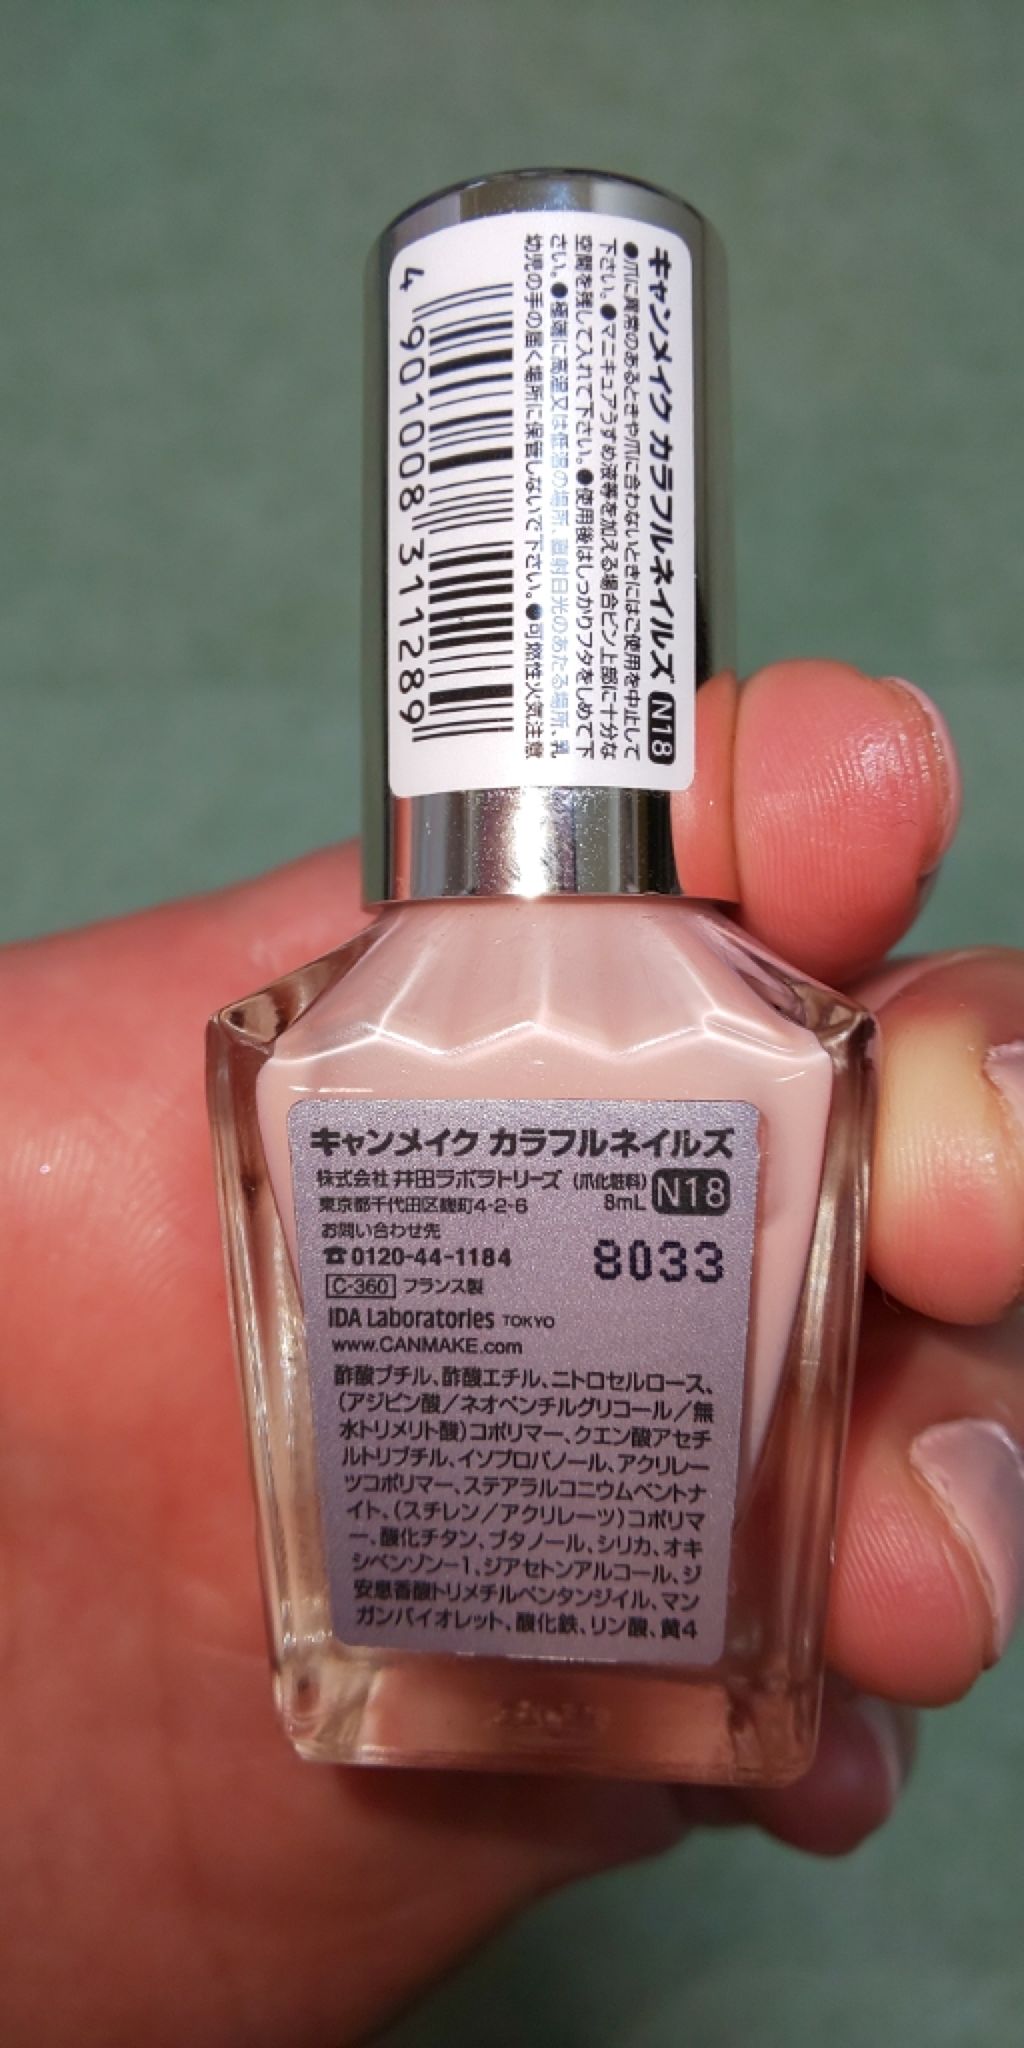 キャンメイク カラフルネイルズ N18
●爪に異常のあるときや爪に合わないときにはご使用を中止して
下さい。●マニキュアうすめ液等を加える場合ビン上部に十分な
空間を残して入れて下さい。●使用後はしっかりフタをしめて下
さい。●極端に高温又は低温の場所、直射日光のあたる場所、乳
幼児の手の届く場所に保管しないで下さい。●可燃性火気注意
4 901008 311289
キャンメイク カラフルネイルズ
株式会社 井田ラボラトリーズ (爪化粧料) N18
東京都千代田区麹町4-2-6 8mL
お問い合わせ先
☎0120-44-1184 8033
C-360 フランス製
IDA Laboratories TOKYO
www.CANMAKE.com
酢酸ブチル、酢酸エチル、ニトロセルロース、
(アジピン酸/ネオペンチルグリコール/無
水トリメリト酸)コポリマー、クエン酸アセチ
ルトリブチル、イソプロパノール、アクリレー
ツコポリマー、ステアラルコニウムベントナ
イト、(スチレン/アクリレーツ)コポリマ
ー、酸化チタン、ブタノール、シリカ、オキ
シベンゾン-1、ジアセトンアルコール、ジ
安息香酸トリメチルペンタンジイル、マン
ガンバイオレット、酸化鉄、リン酸、黄4